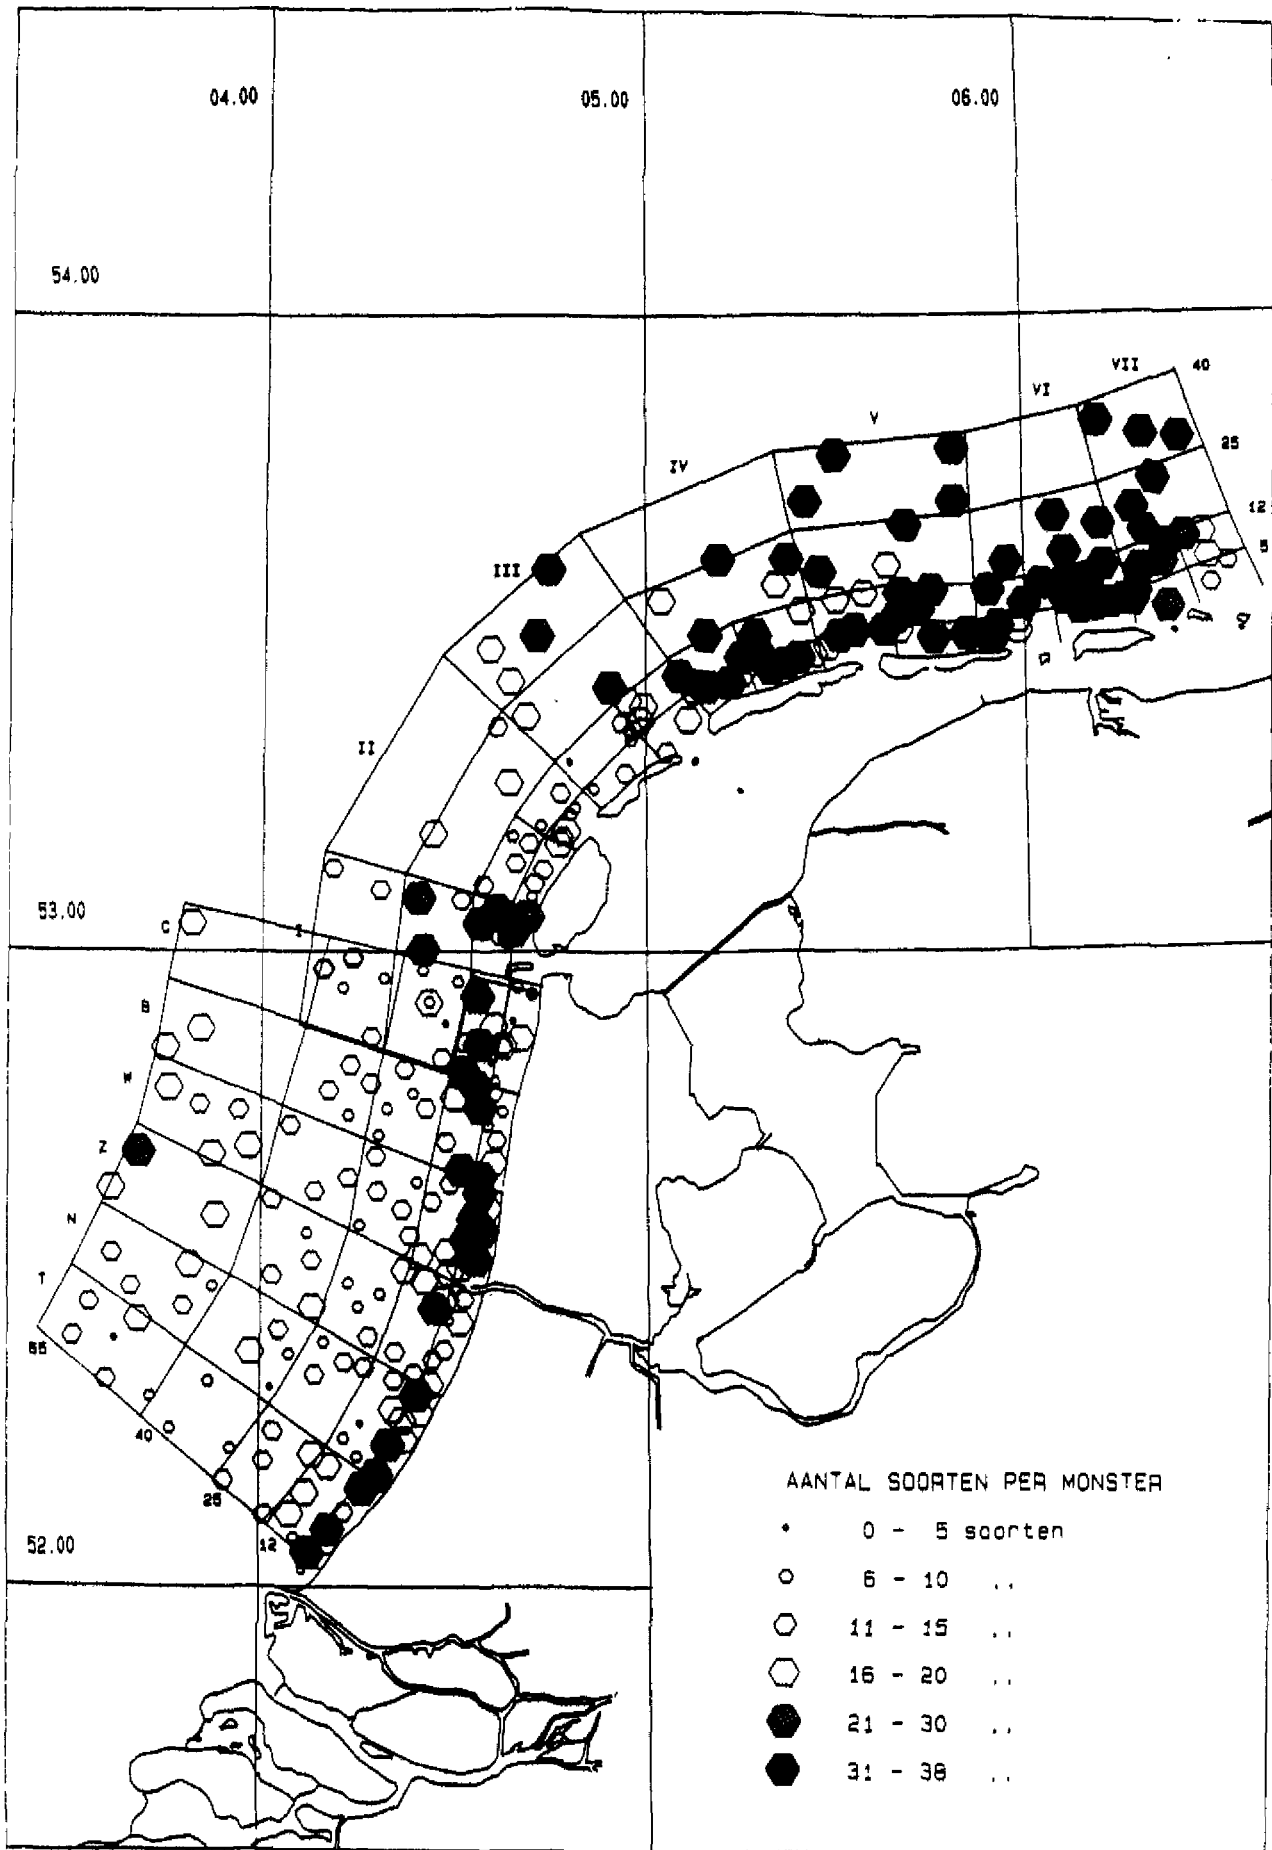 04.00
05.00
06.00
54.00
VII
40
VI
V
25
IV
12
5
III
II
53.00
C
I
B
W
Z
N
T
55
40
25
12
52.00
AANTAL SOORTEN PER MONSTER
0 - 5 soorten
6 - 10 ,,
11 - 15 ,,
16 - 20 ,,
21 - 30 ,,
31 - 38 ,,